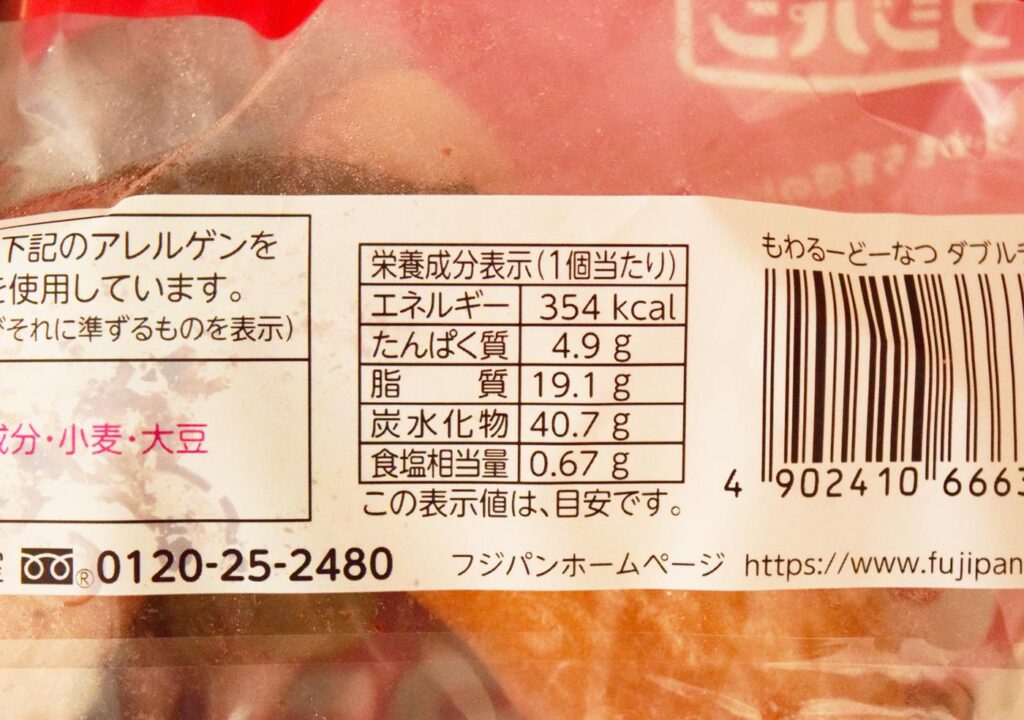 フジパン
下記のアレルゲンを
を使用しています。
がそれに準ずるものを表示)
成分・小麦・大豆
栄養成分表示(1個当たり)
エネルギー 354 kcal
たんぱく質 4.9 g
脂質 19.1 g
炭水化物 40.7 g
食塩相当量 0.67 g
この表示値は、目安です。
もわるーどーなつ ダブル
4 902410 6663
® 0120-25-2480
フジパンホームページ https://www.fujipan